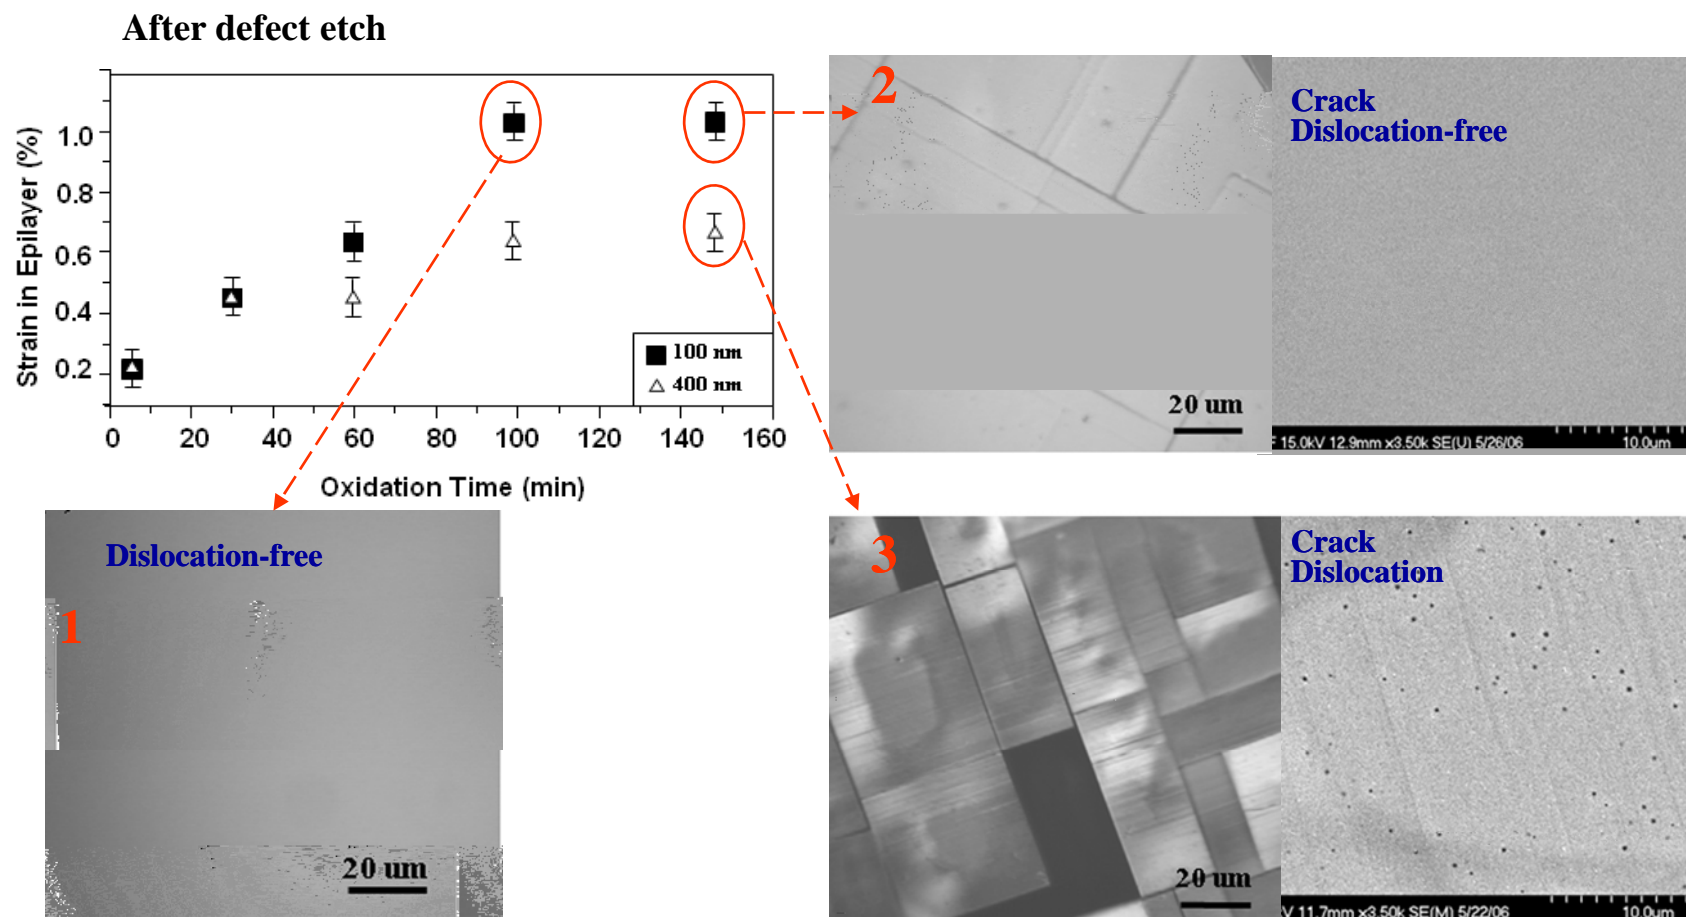 After defect etch
Strain in Epilayer (%)
1.0
0.8
0.6
0.4
0.2
0 20 40 60 80 100 120 140 160
Oxidation Time (min)
100 nm
400 nm
2
20 um
Crack
Dislocation-free
15.0kV 12.9mm x3.50k SE(U) 5/26/06 10.0um
Dislocation-free
1
20 um
3
20 um
Crack
Dislocation
V 11.7mm x3.50k SE(M) 5/22/06 10.0um